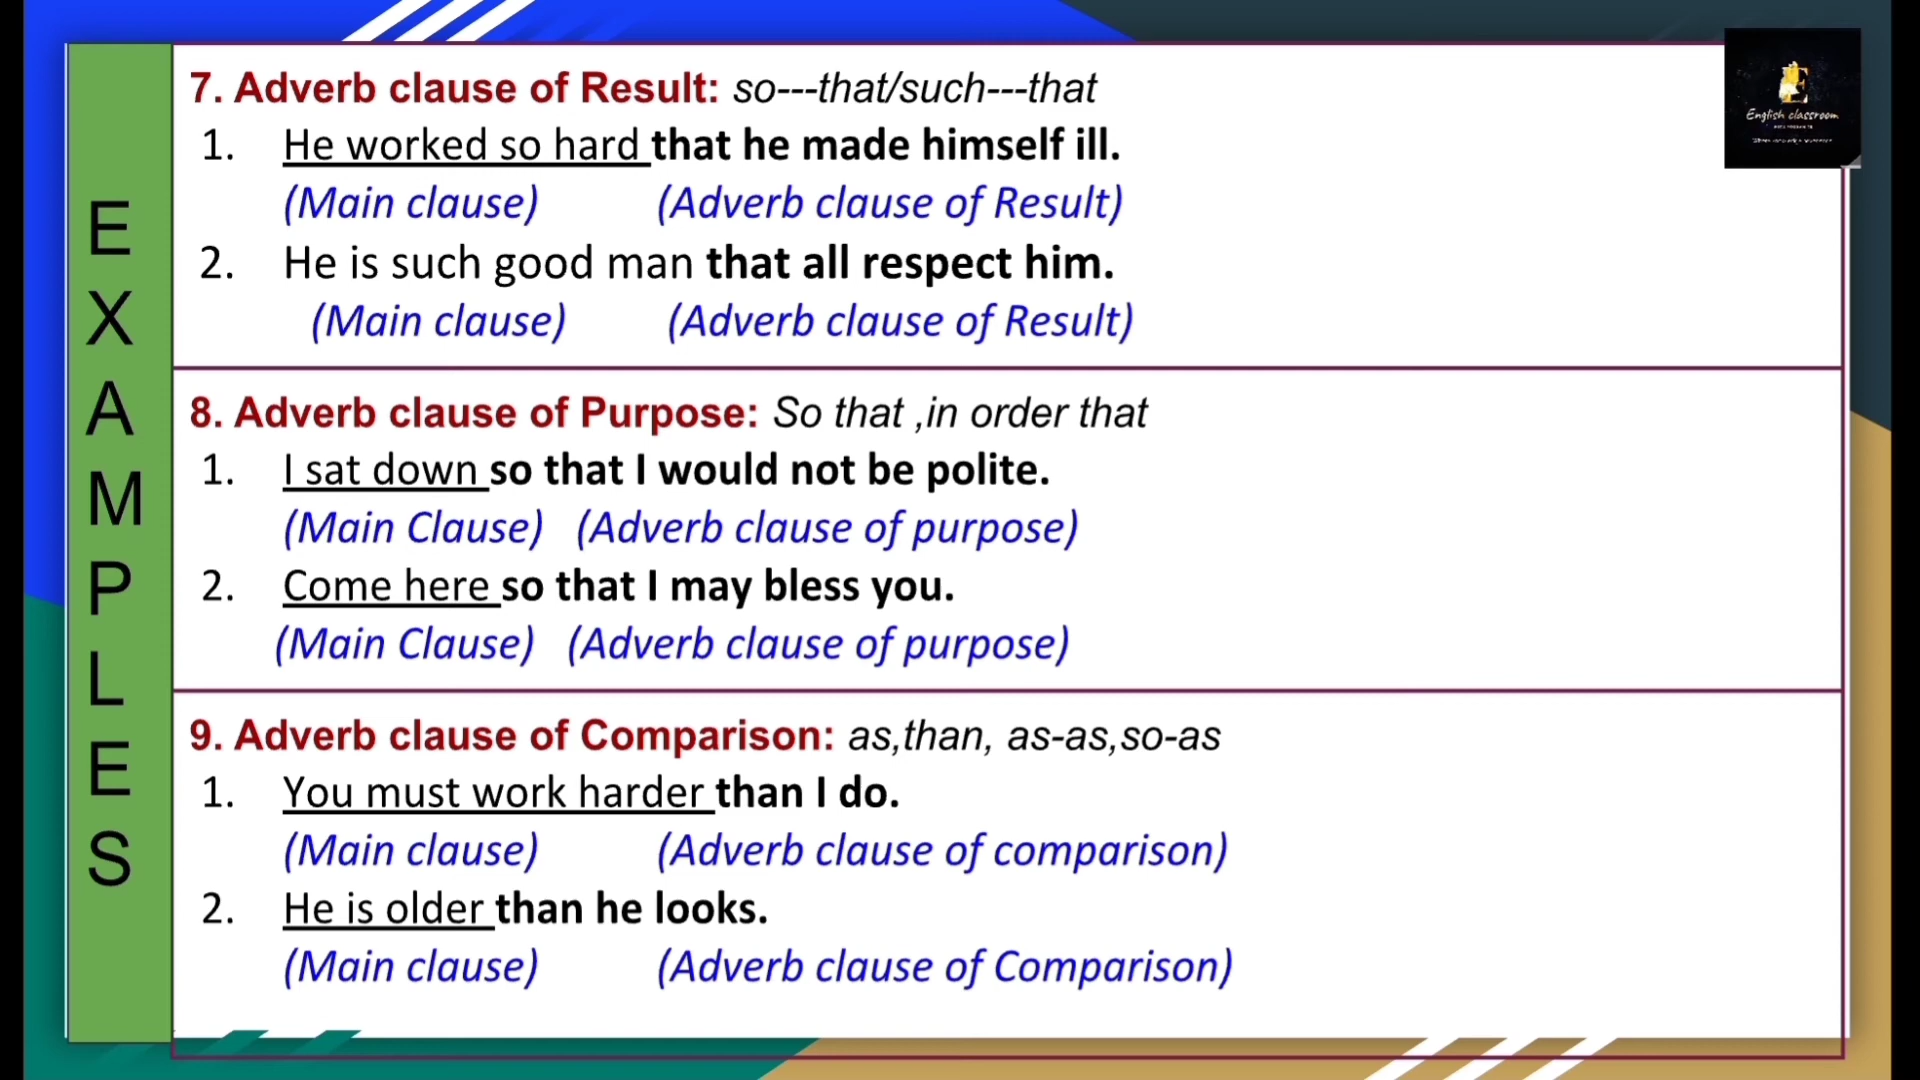 EXAMPLES
7. Adverb clause of Result: so---that/such---that
1. He worked so hard that he made himself ill.
(Main clause) (Adverb clause of Result)
2. He is such good man that all respect him.
(Main clause) (Adverb clause of Result)
8. Adverb clause of Purpose: So that ,in order that
1. I sat down so that I would not be polite.
(Main Clause) (Adverb clause of purpose)
2. Come here so that I may bless you.
(Main Clause) (Adverb clause of purpose)
9. Adverb clause of Comparison: as,than, as-as,so-as
1. You must work harder than I do.
(Main clause) (Adverb clause of comparison)
2. He is older than he looks.
(Main clause) (Adverb clause of Comparison)
E
English classroom